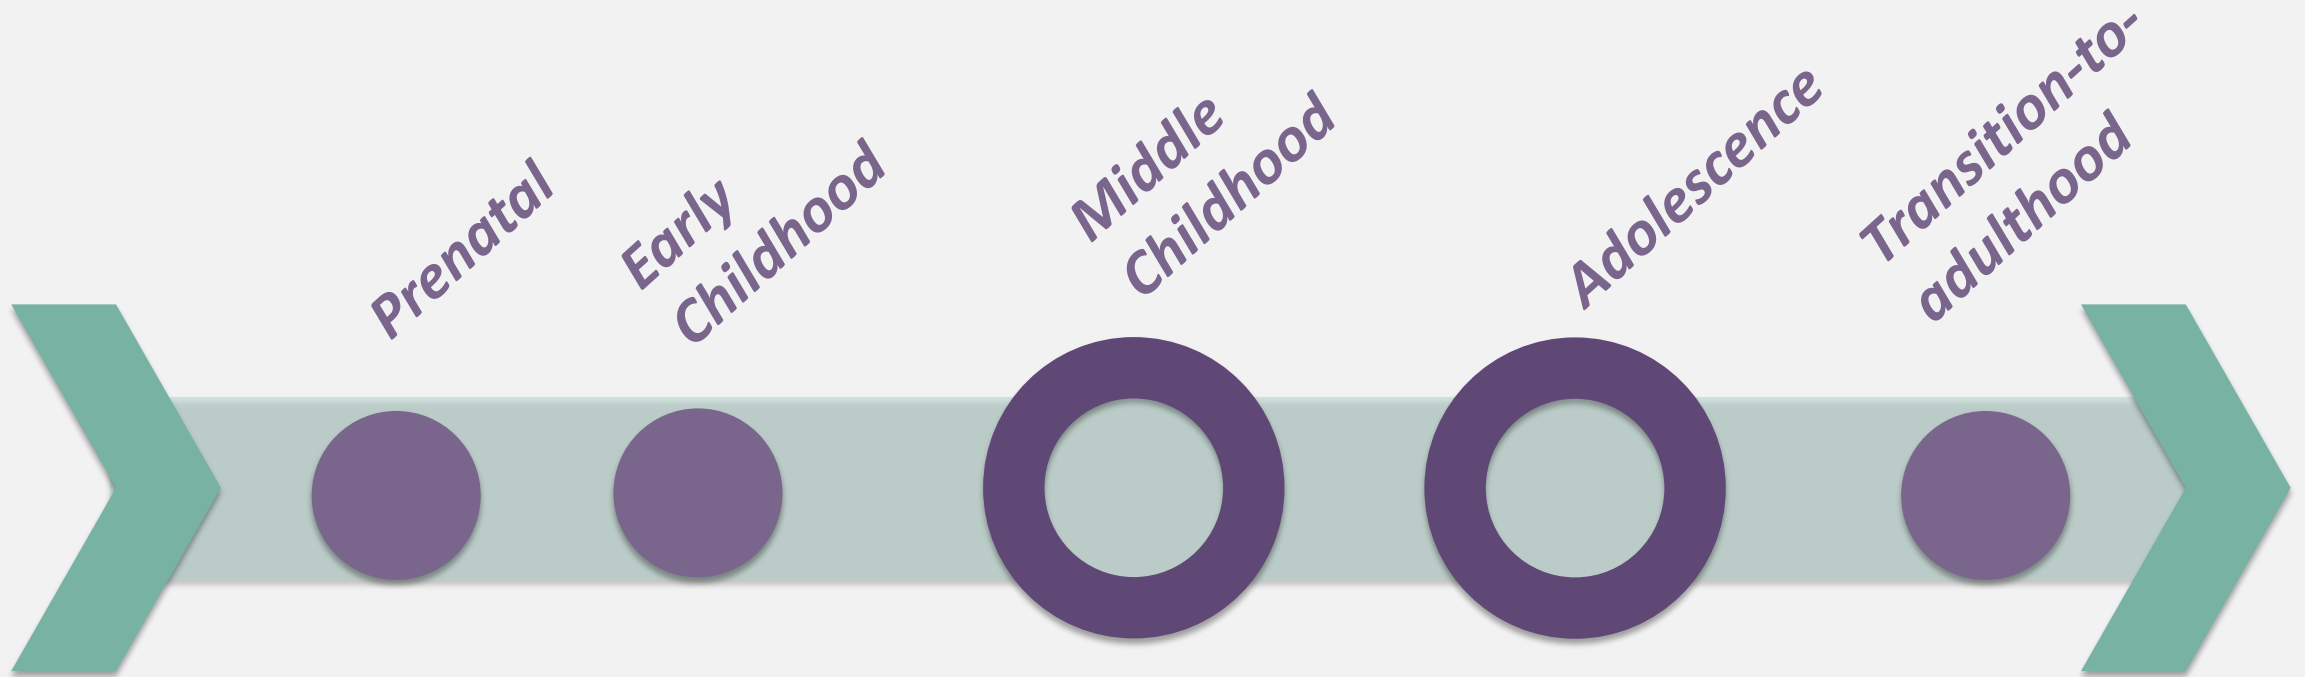 Prenatal
Early
Childhood
Middle
Childhood
Adolescence
Transition-to-
adulthood